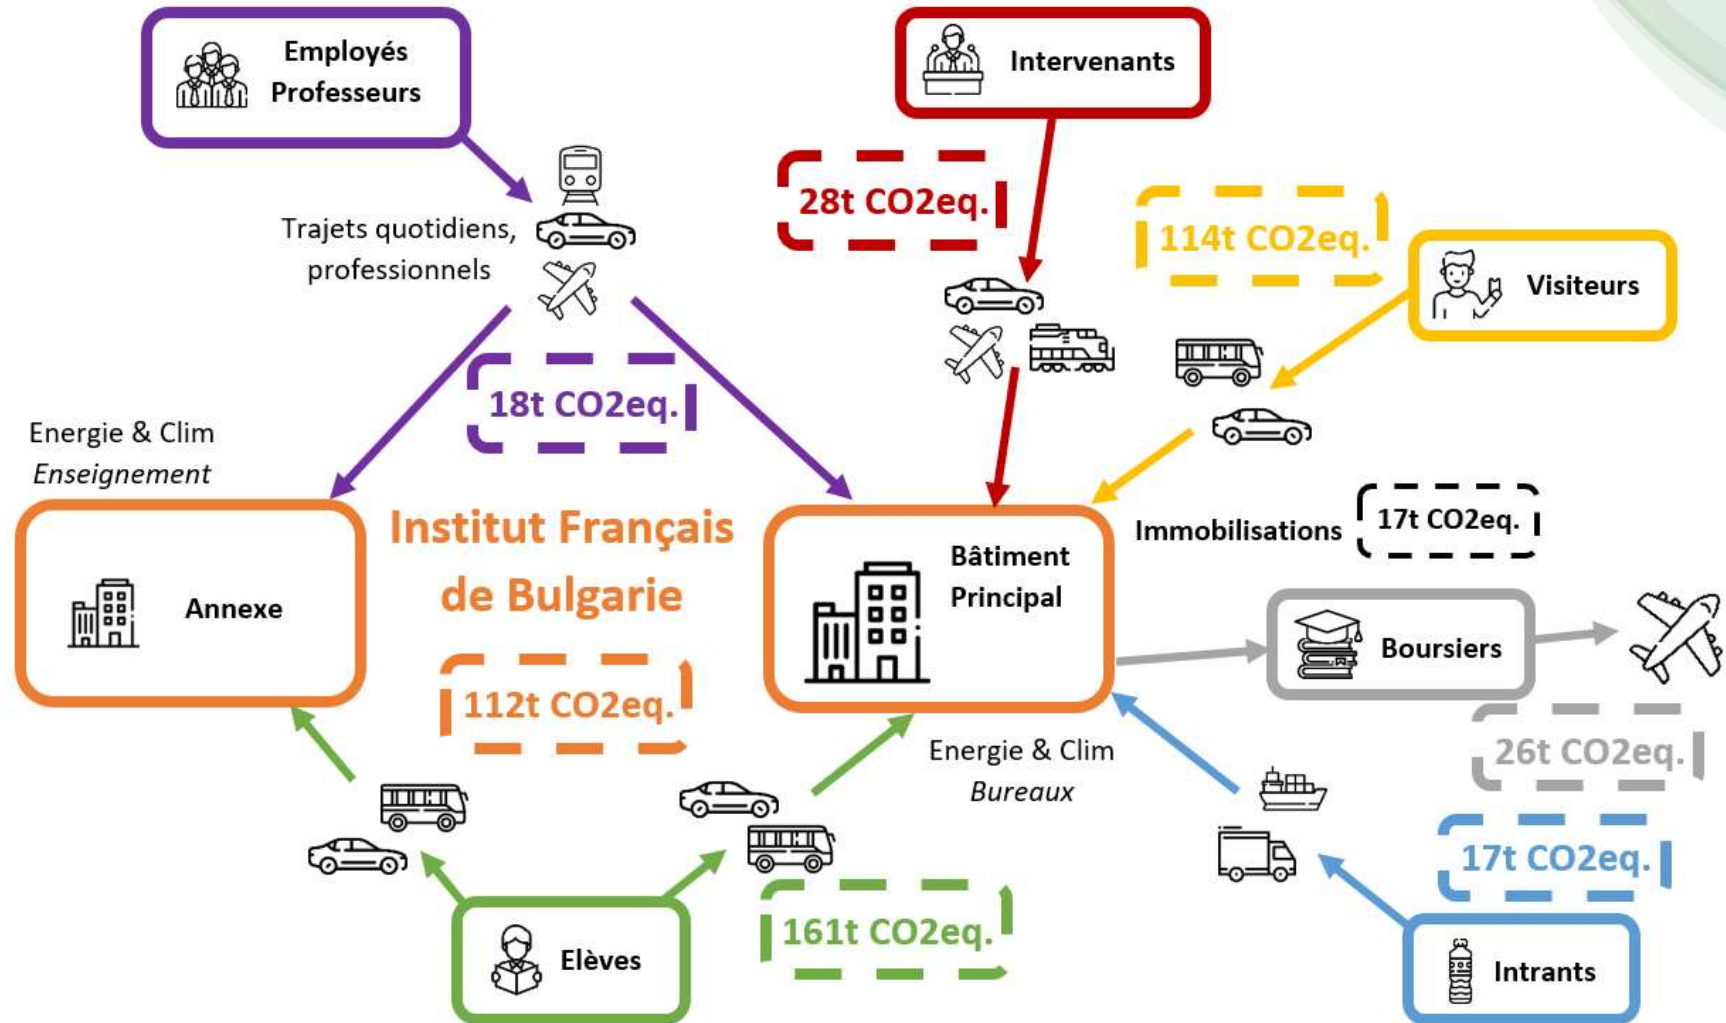 Employés
Professeurs
Intervenants
28t CO2eq.
114t CO2eq.
Trajets quotidiens,
professionnels
Visiteurs
18t CO2eq.
Energie & Clim
Enseignement
Institut Français
de Bulgarie
Immobilisations
17t CO2eq.
Bâtiment
Principal
Annexe
Boursiers
112t CO2eq.
Energie & Clim
Bureaux
26t CO2eq.
17t CO2eq.
161t CO2eq.
Elèves
Intrants